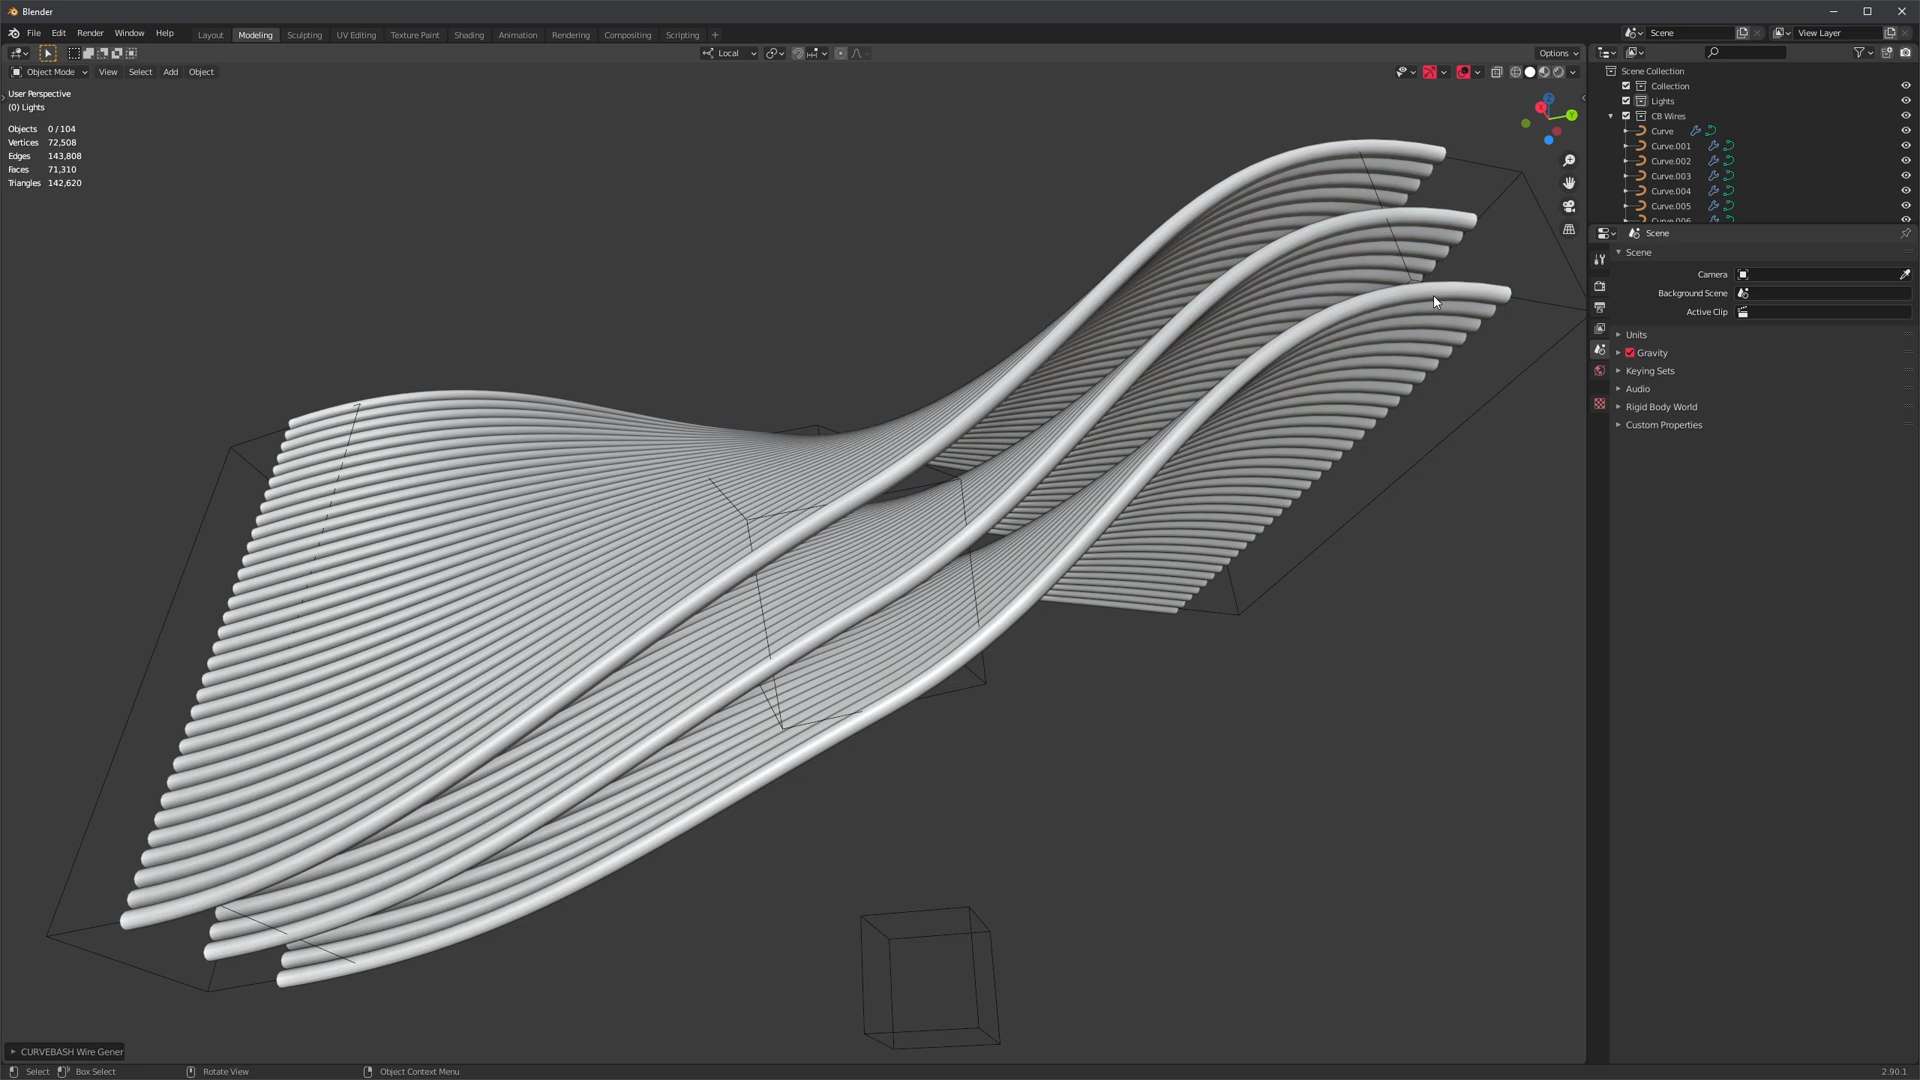 Blender
File Edit Render Window Help Layout Modeling Sculpting UV Editing Texture Paint Shading Animation Rendering Compositing Scripting + Scene View Layer
Local Options
Object Mode View Select Add Object
User Perspective
(0) Lights
Objects 0 / 104
Vertices 72,508
Edges 143,808
Faces 71,310
Triangles 142,620
Z
X
Y
Scene Collection
Collection
Lights
CB Wires
Curve
Curve.001
Curve.002
Curve.003
Curve.004
Curve.005
Curve.006
Scene
Scene
Camera
Background Scene
Active Clip
Units
Gravity
Keying Sets
Audio
Rigid Body World
Custom Properties
CURVEBASH Wire Gener
Select Box Select Rotate View Object Context Menu 2.90.1